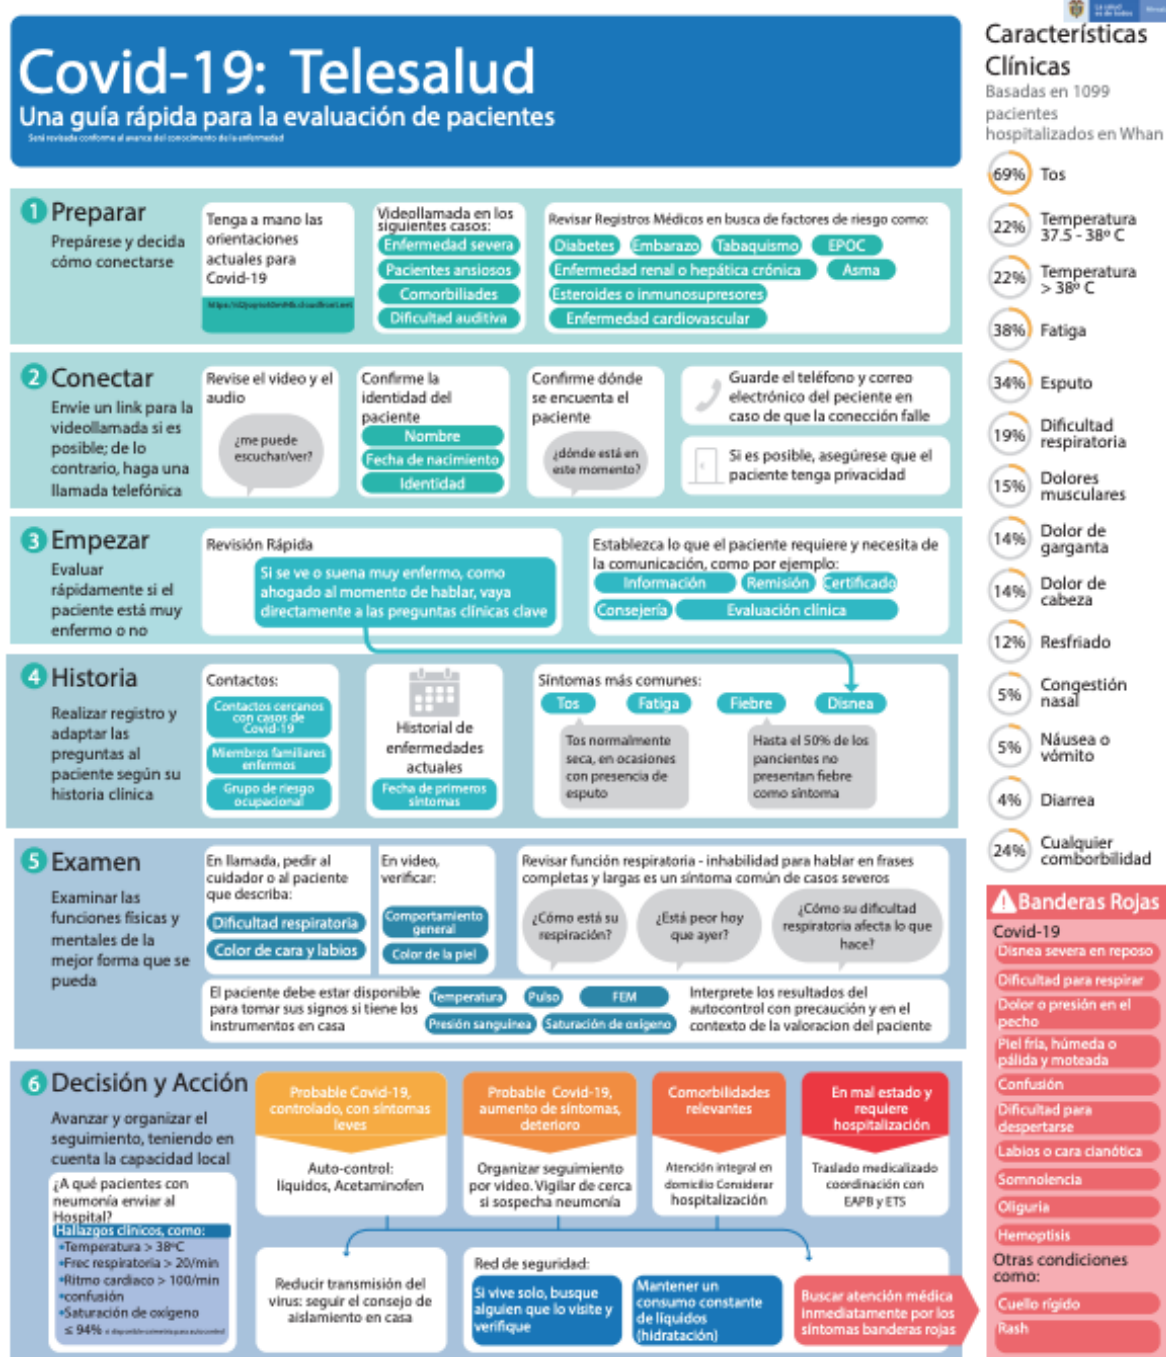 La salud
es de todos
Covid-19: Telesalud
Una guía rápida para la evaluación de pacientes
Será revisada conforme al avance del conocimiento de la enfermedad
1 Preparar
Prepárese y decida
cómo conectarse
Tenga a mano las
orientaciones
actuales para
Covid-19
Videollamada en los
siguientes casos:
Enfermedad severa
Pacientes ansiosos
Comorbiliades
Dificultad auditiva
Revisar Registros Médicos en busca de factores de riesgo como:
Diabetes Embarazo Tabaquismo EPOC
Enfermedad renal o hepática crónica Asma
Esteroides o inmunosupresores
Enfermedad cardiovascular
2 Conectar
Envíe un link para la
videollamada si es
posible; de lo
contrario, haga una
llamada telefónica
Revise el video y el
audio
¿me puede
escuchar/ver?
Confirme la
identidad del
paciente
Nombre
Fecha de nacimiento
Identidad
Confirme dónde
se encuenta el
paciente
¿dónde está en
este momento?
Guarde el teléfono y correo
electrónico del peciente en
caso de que la conección falle
Si es posible, asegúrese que el
paciente tenga privacidad
3 Empezar
Evaluar
rápidamente si el
paciente está muy
enfermo o no
Revisión Rápida
Si se ve o suena muy enfermo, como
ahogado al momento de hablar, vaya
directamente a las preguntas clínicas clave
Establezca lo que el paciente requiere y necesita de
la comunicación, como por ejemplo:
Información Remisión Certificado
Consejería Evaluación clínica
4 Historia
Realizar registro y
adaptar las
preguntas al
paciente según su
historia clínica
Contactos:
Contactos cercanos
con casos de
Covid-19
Miembros familiares
enfermos
Grupo de riesgo
ocupacional
Historial de
enfermedades
actuales
Fecha de primeros
síntomas
Síntomas más comunes:
Tos Fatiga Fiebre Disnea
Tos normalmente
seca, en ocasiones
con presencia de
esputo
Hasta el 50% de los
pancientes no
presentan fiebre
como síntoma
5 Examen
Examinar las
funciones físicas y
mentales de la
mejor forma que se
pueda
En llamada, pedir al
cuidador o al paciente
que describa:
Dificultad respiratoria
Color de cara y labios
En video,
verificar:
Comportamiento
general
Color de la piel
Revisar función respiratoria - inhabilidad para hablar en frases
completas y largas es un síntoma común de casos severos
¿Cómo está su
respiración?
¿Está peor hoy
que ayer?
¿Cómo su dificultad
respiratoria afecta lo que
hace?
El paciente debe estar disponible
para tomar sus signos si tiene los
instrumentos en casa
Temperatura Pulso FEM
Presión sanguínea Saturación de oxígeno
Interprete los resultados del
autocontrol con precaución y en el
contexto de la valoracion del paciente
6 Decisión y Acción
Avanzar y organizar el
seguimiento, teniendo en
cuenta la capacidad local
¿A qué pacientes con
neumonía enviar al
Hospital?
Hallazgos clínicos, como:
•Temperatura > 38ºC
•Frec respiratoria > 20/min
•Ritmo cardiaco > 100/min
•confusión
•Saturación de oxígeno
≤ 94%
Probable Covid-19,
controlado, con síntomas
leves
Auto-control:
líquidos, Acetaminofen
Probable Covid-19,
aumento de síntomas,
deterioro
Organizar seguimiento
por video. Vigilar de cerca
si sospecha neumonía
Comorbilidades
relevantes
Atención integral en
domicilio Considerar
hospitalización
En mal estado y
requiere
hospitalización
Traslado medicalizado
coordinación con
EAPB y ETS
Reducir transmisión del
virus: seguir el consejo de
aislamiento en casa
Red de seguridad:
Si vive solo, busque
alguien que lo visite y
verifique
Mantener un
consumo constante
de líquidos
(hidratación)
Buscar atención médica
inmediatamente por los
síntomas banderas rojas
Características
Clínicas
Basadas en 1099
pacientes
hospitalizados en Whan
69% Tos
22% Temperatura
37.5 - 38º C
22% Temperatura
> 38º C
38% Fatiga
34% Esputo
19% Dificultad
respiratoria
15% Dolores
musculares
14% Dolor de
garganta
14% Dolor de
cabeza
12% Resfriado
5% Congestión
nasal
5% Náusea o
vómito
4% Diarrea
24% Cualquier
comborbilidad
Banderas Rojas
Covid-19
Disnea severa en reposo
Dificultad para respirar
Dolor o presión en el
pecho
Piel fría, húmeda o
pálida y moteada
Confusión
Dificultad para
despertarse
Labios o cara cianótica
Somnolencia
Oliguria
Hemoptisis
Otras condiciones
como:
Cuello rígido
Rash